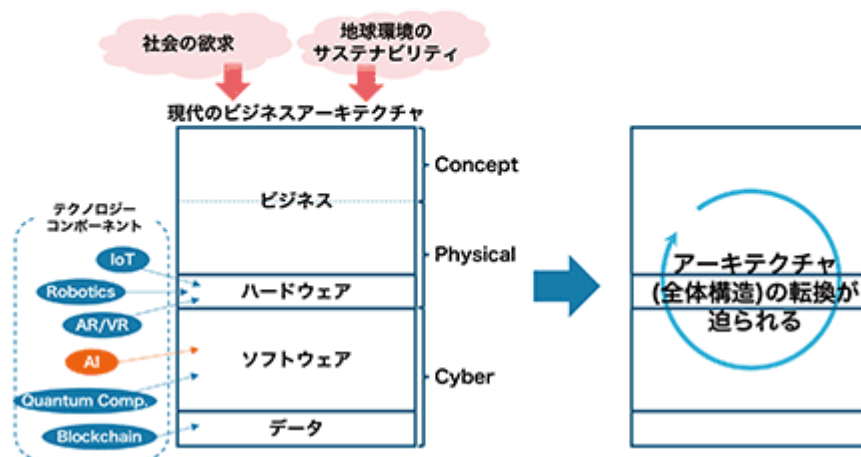 社会の欲求
地球環境の
サステナビリティ
現代のビジネスアーキテクチャ
テクノロジー
コンポーネント
IoT
Robotics
AR/VR
AI
Quantum Comp.
Blockchain
ビジネス
ハードウェア
ソフトウェア
データ
Concept
Physical
Cyber
アーキテクチャ
(全体構造)の転換が
迫られる